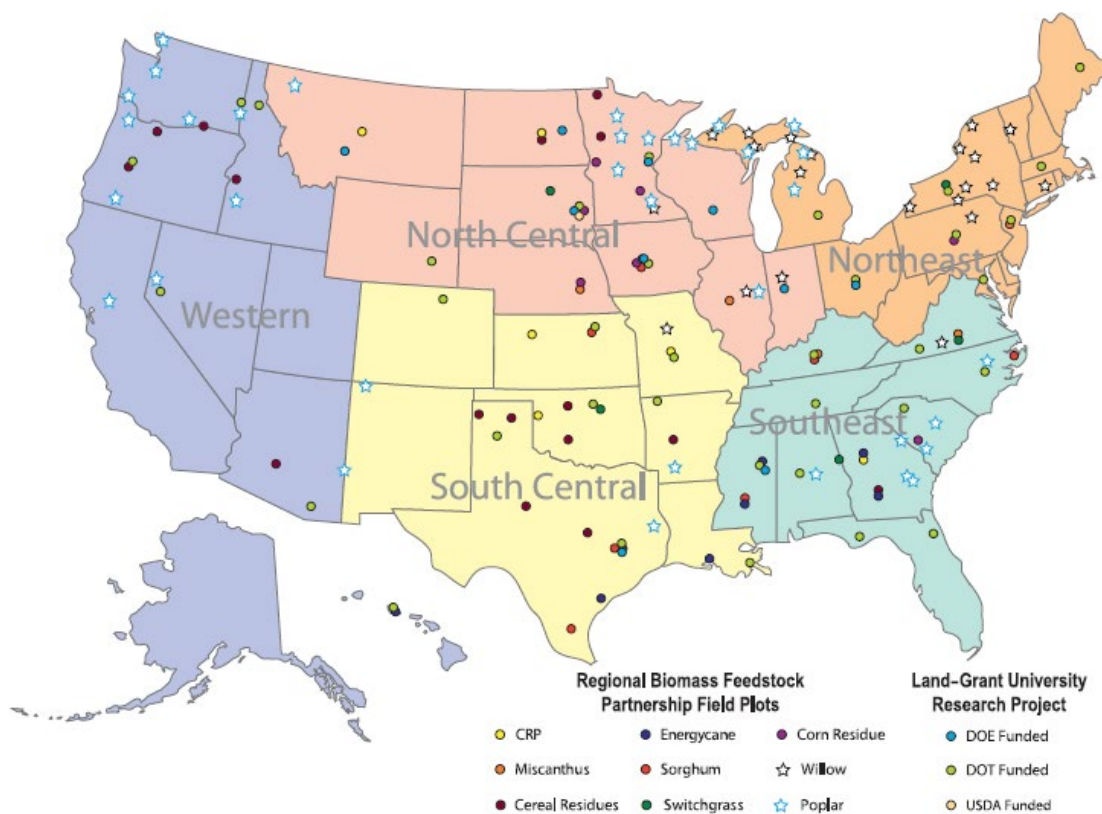 North Central
Northeast
Western
Southeast
South Central
Regional Biomass Feedstock
Partnership Field Plots
Land-Grant University
Research Project
CRP
Energycane
Corn Residue
DOE Funded
Miscanthus
Sorghum
Willow
DOT Funded
Cereal Residues
Switchgrass
Poplar
USDA Funded